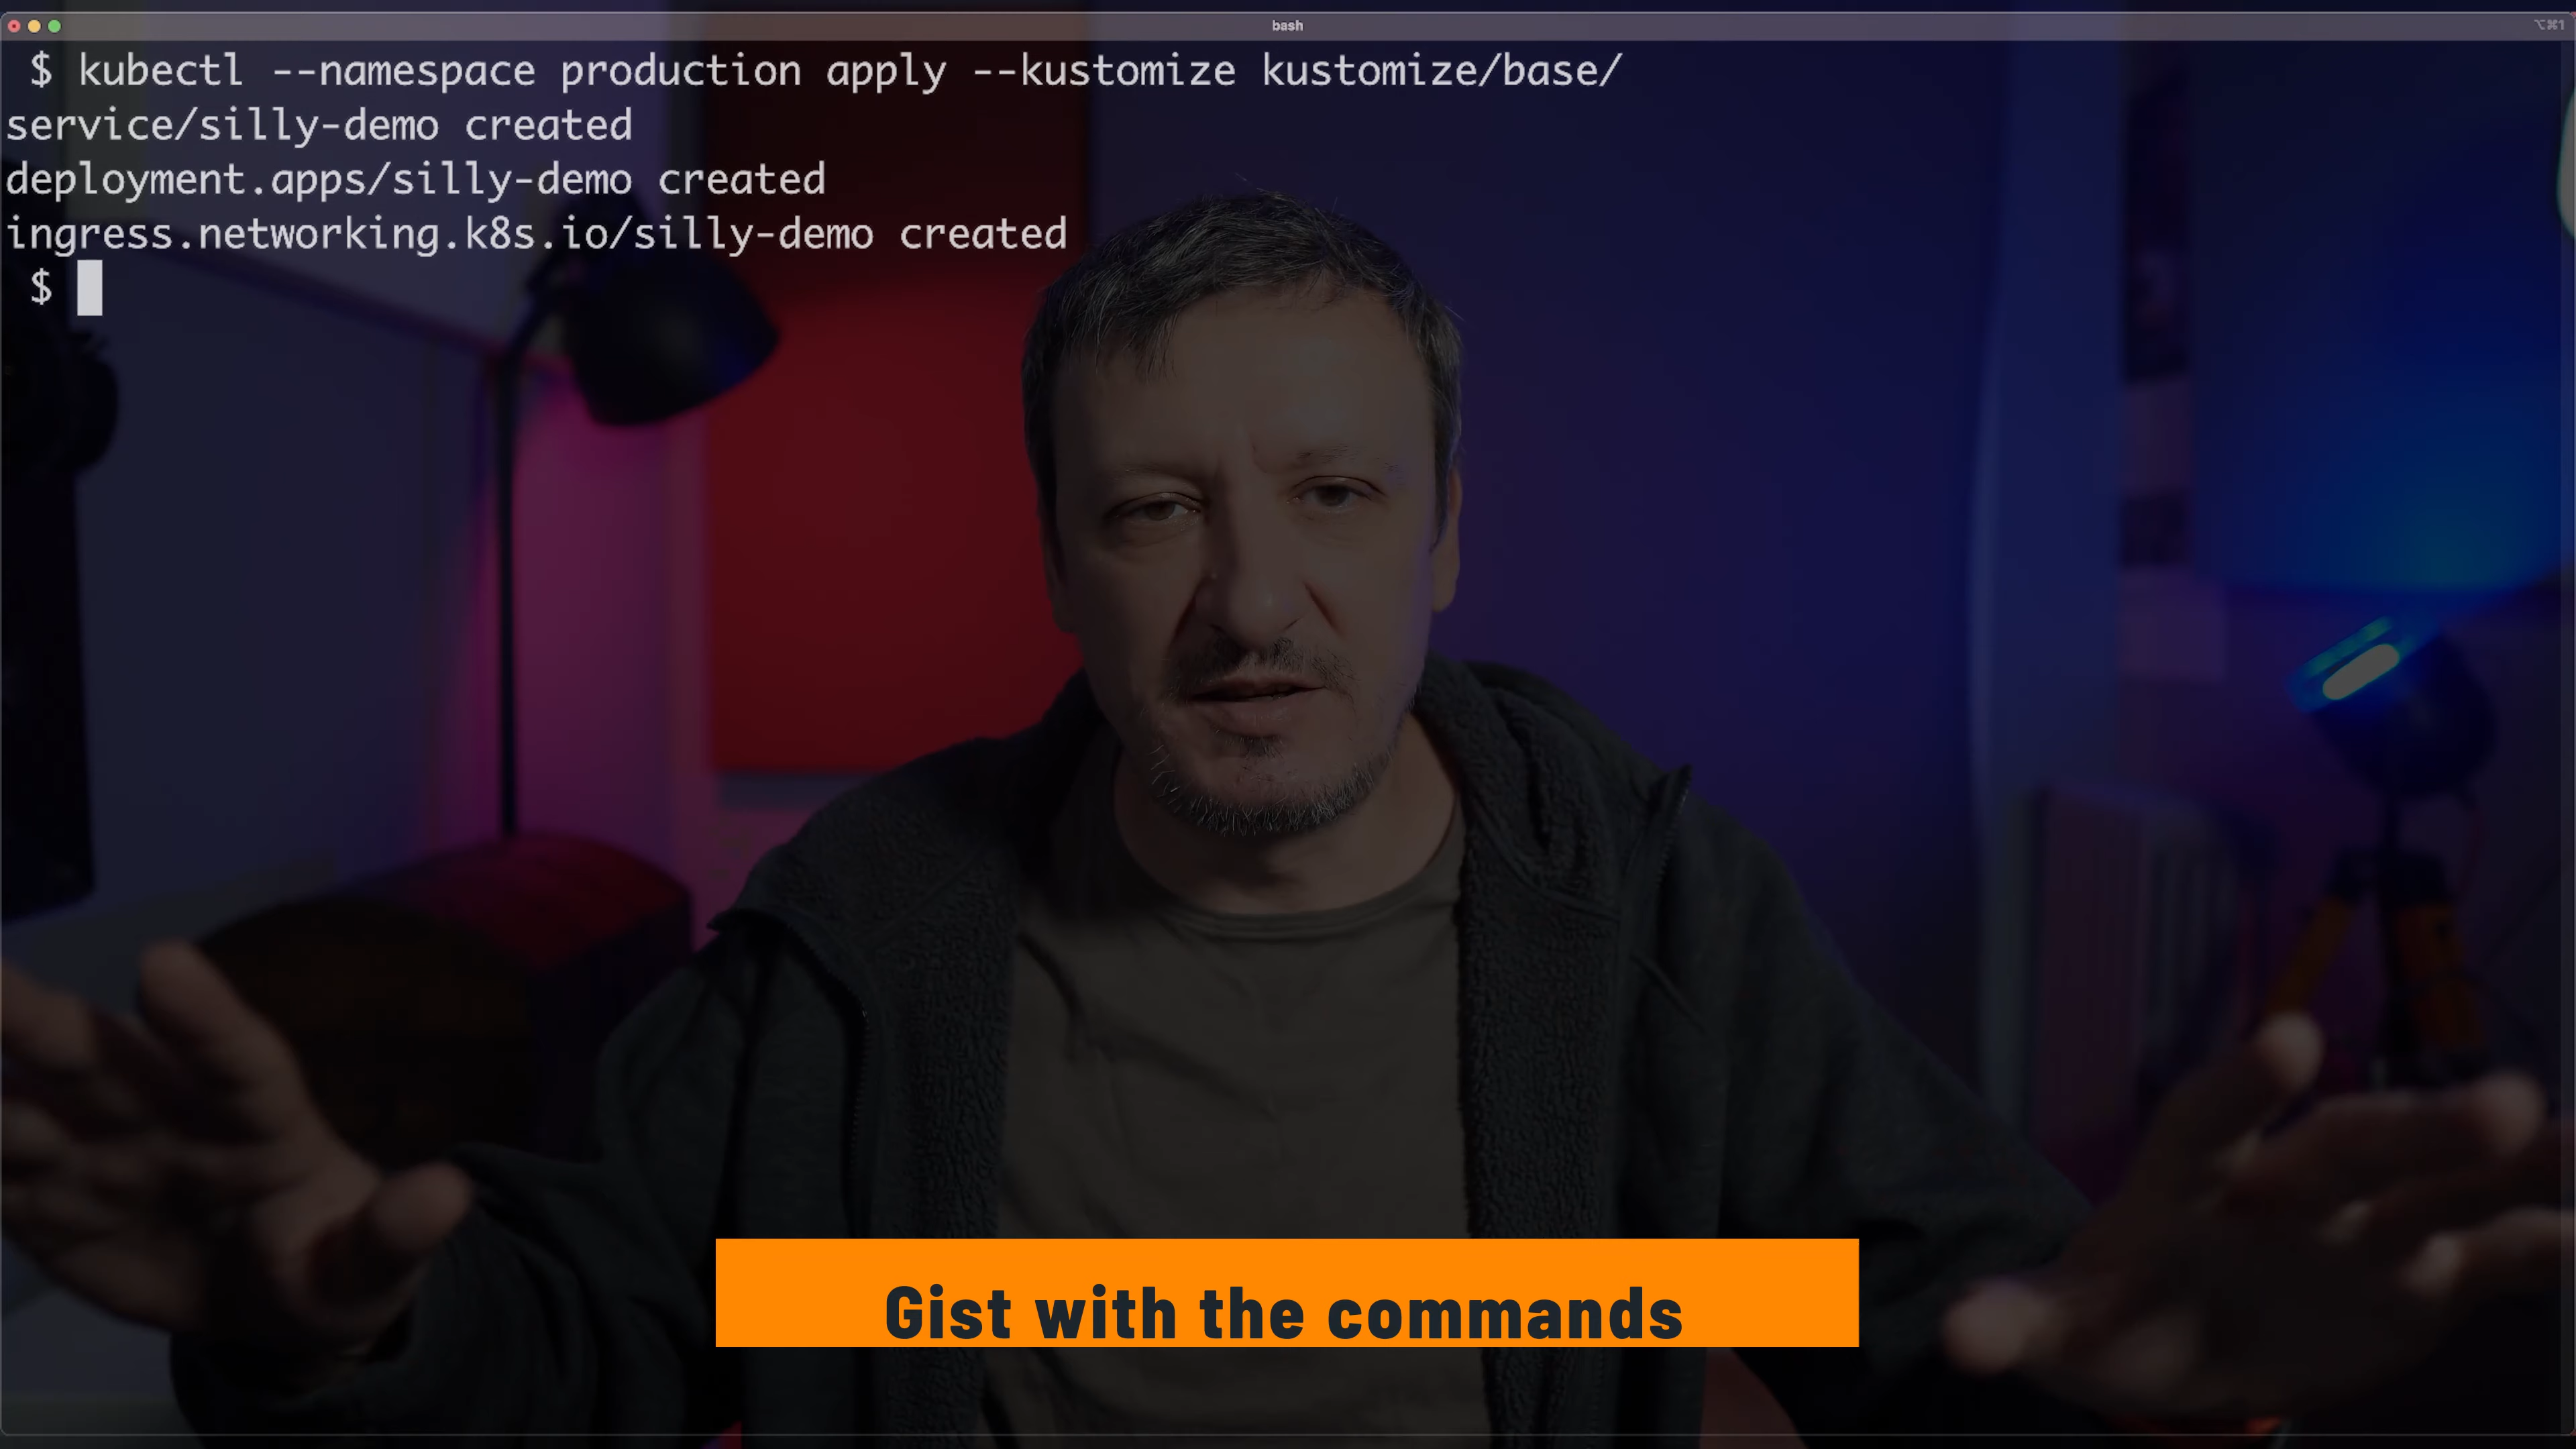 bash
⌥⌘1
$ kubectl --namespace production apply --kustomize kustomize/base/
service/silly-demo created
deployment.apps/silly-demo created
ingress.networking.k8s.io/silly-demo created
$
Gist with the commands